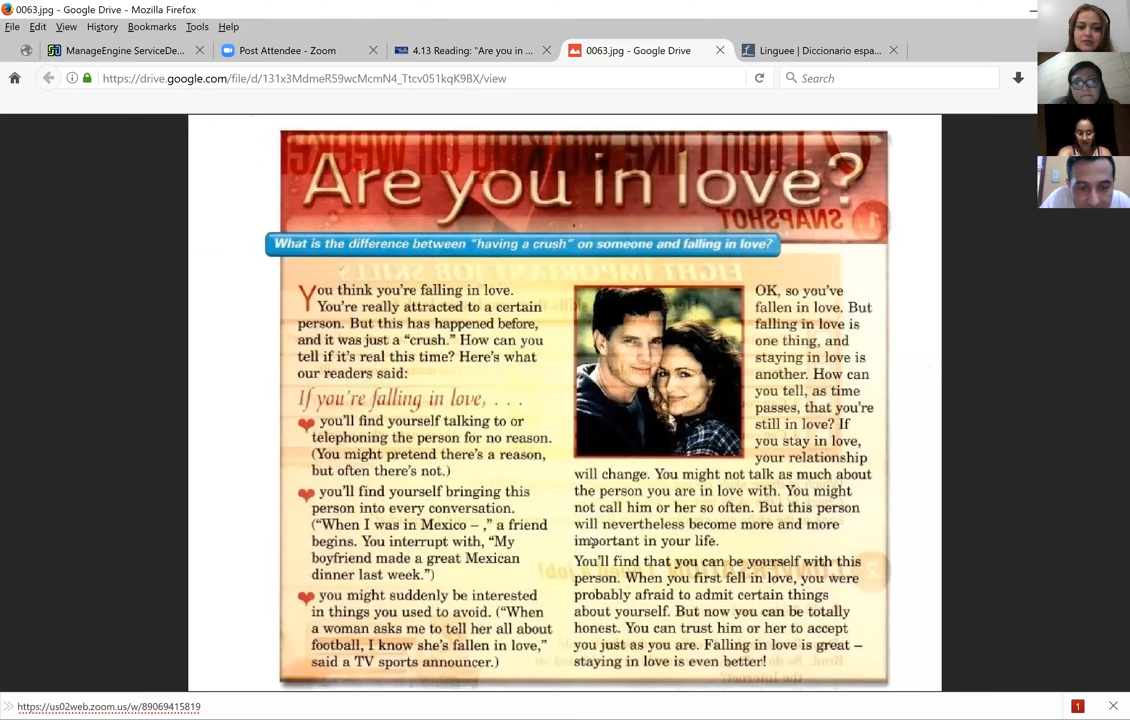 0063.jpg - Google Drive - Mozilla Firefox
File Edit View History Bookmarks Tools Help
ManageEngine ServiceDe... Post Attendee - Zoom 4.13 Reading: "Are you in ... 0063.jpg - Google Drive Linguee | Diccionario espa...
https://drive.google.com/file/d/131x3MdmeR59wcMcmN4_Ttcv051kqK9BX/view Search
Are you in love?
SNAPSHOT
What is the difference between "having a crush" on someone and falling in love?
EIGHT IMPORTANT JOB SKILLS
You think you're falling in love.
You're really attracted to a certain
person. But this has happened before,
and it was just a "crush." How can you
tell if it's real this time? Here's what
our readers said:
If you're falling in love, . . .
you'll find yourself talking to or
telephoning the person for no reason.
(You might pretend there's a reason,
but often there's not.)
you'll find yourself bringing this
person into every conversation.
("When I was in Mexico – ," a friend
begins. You interrupt with, "My
boyfriend made a great Mexican
dinner last week.")
you might suddenly be interested
in things you used to avoid. ("When
a woman asks me to tell her all about
football, I know she's fallen in love,"
said a TV sports announcer.)
OK, so you've
fallen in love. But
falling in love is
one thing, and
staying in love is
another. How can
you tell, as time
passes, that you're
still in love? If
you stay in love,
your relationship
will change. You might not talk as much about
the person you are in love with. You might
not call him or her so often. But this person
will nevertheless become more and more
important in your life.
You'll find that you can be yourself with this
person. When you first fell in love, you were
probably afraid to admit certain things
about yourself. But now you can be totally
honest. You can trust him or her to accept
you just as you are. Falling in love is great –
staying in love is even better!
https://us02web.zoom.us/w/89069415819 1